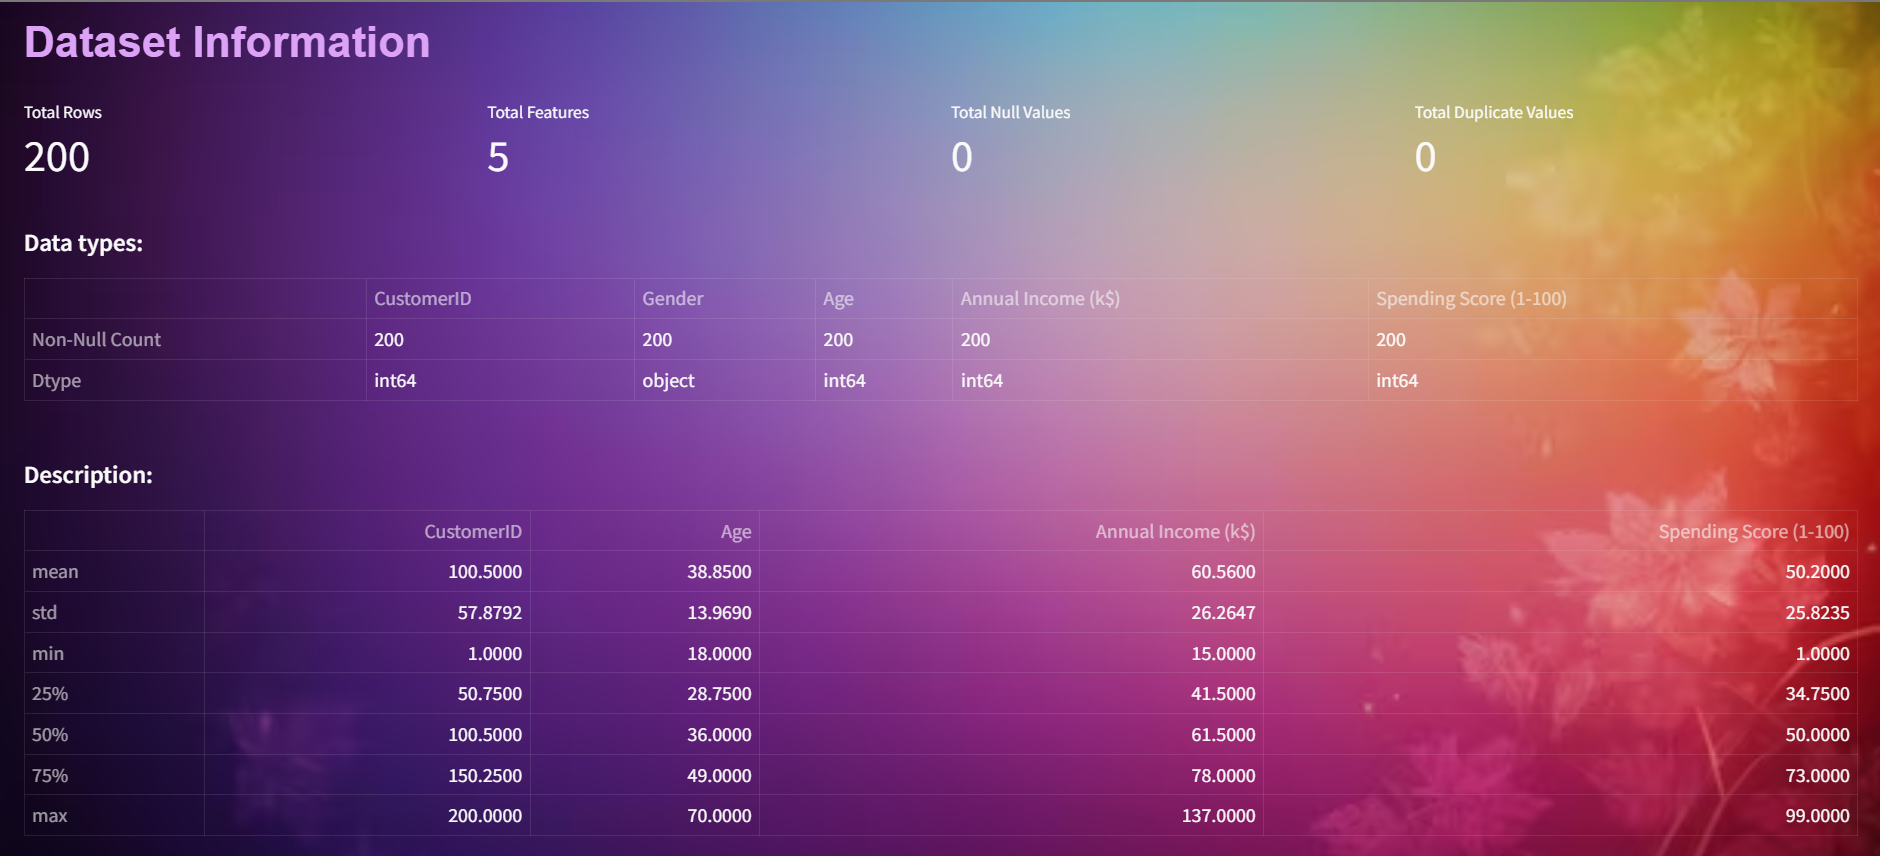 Dataset Information
Total Rows Total Features Total Null Values Total Duplicate Values
200 5 0 0
Data types:
CustomerID Gender Age Annual Income (k$) Spending Score (1-100)
Non-Null Count 200 200 200 200 200
Dtype int64 object int64 int64 int64
Description:
CustomerID Age Annual Income (k$) Spending Score (1-100)
mean 100.5000 38.8500 60.5600 50.2000
std 57.8792 13.9690 26.2647 25.8235
min 1.0000 18.0000 15.0000 1.0000
25% 50.7500 28.7500 41.5000 34.7500
50% 100.5000 36.0000 61.5000 50.0000
75% 150.2500 49.0000 78.0000 73.0000
max 200.0000 70.0000 137.0000 99.0000